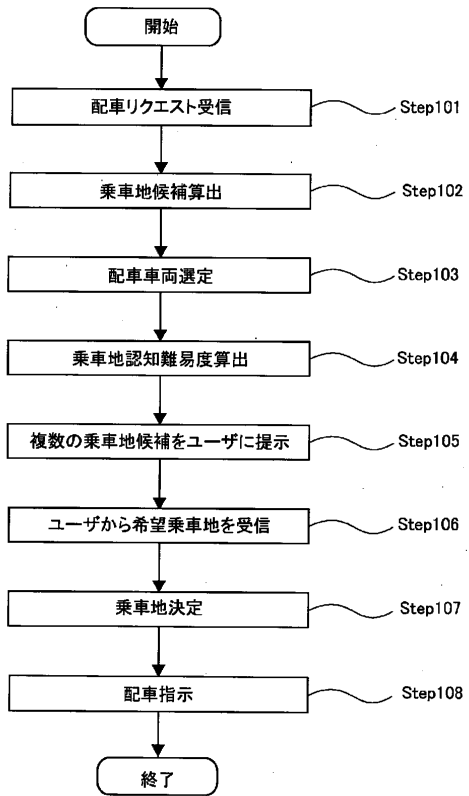 開始
配車リクエスト受信 Step101
乗車地候補算出 Step102
配車車両選定 Step103
乗車地認知難易度算出 Step104
複数の乗車地候補をユーザに提示 Step105
ユーザから希望乗車地を受信 Step106
乗車地決定 Step107
配車指示 Step108
終了